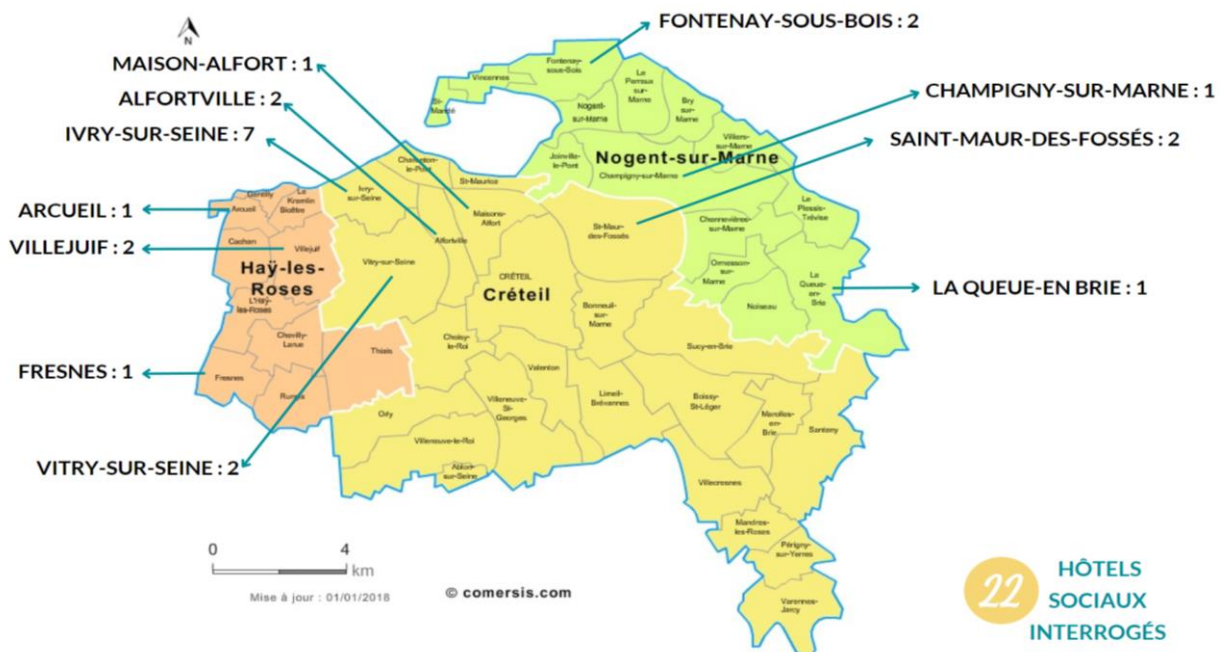 FONTENAY-SOUS-BOIS : 2
N
MAISON-ALFORT : 1
CHAMPIGNY-SUR-MARNE : 1
ALFORTVILLE : 2
IVRY-SUR-SEINE : 7
SAINT-MAUR-DES-FOSSÉS : 2
ARCUEIL : 1
VILLEJUIF : 2
LA QUEUE-EN BRIE : 1
FRESNES : 1
VITRY-SUR-SEINE : 2
Fontenay-
sous-Bois
Vincennes
St-Mandé
Le
Perreux
sur-
Marne
Nogent-
sur-Marne
Bry
sur-
Marne
Villiers-
sur-Marne
Joinville-
le-Pont
Nogent-sur-Marne
Champigny-sur-Marne
Le
Plessis-
Trévise
Chennevières-
sur-Marne
Ormesson-
sur-
Marne
La
Queue-
en-
Brie
Noiseau
Charenton-
le-Pont
St-Maurice
Ivry-
sur-Seine
Maisons-
Alfort
Alfortville
St-Maur-
des-Fossés
Vitry-sur-Seine
CRÉTEIL
Créteil
Bonneuil-
sur-
Marne
Sucy-en-Brie
Gentilly
Le
Kremlin
Bicêtre
Arcueil
Cachan
Villejuif
Haÿ-les-
Roses
L'Haÿ-
les-Roses
Chevilly-
Larue
Thiais
Fresnes
Rungis
Choisy-
le-Roi
Orly
Valenton
Villeneuve-
St-
Georges
Limeil-
Brévannes
Boissy-
St-Léger
Marolles-
en-
Brie
Santeny
Villeneuve-le-Roi
Ablon-
sur-Seine
Villecresnes
Mandres-
les-Roses
Périgny-
sur-Yerres
Varennes-
Jarcy
0 4
km
Mise à jour : 01/01/2018
© comersis.com
22
HÔTELS
SOCIAUX
INTERROGÉS